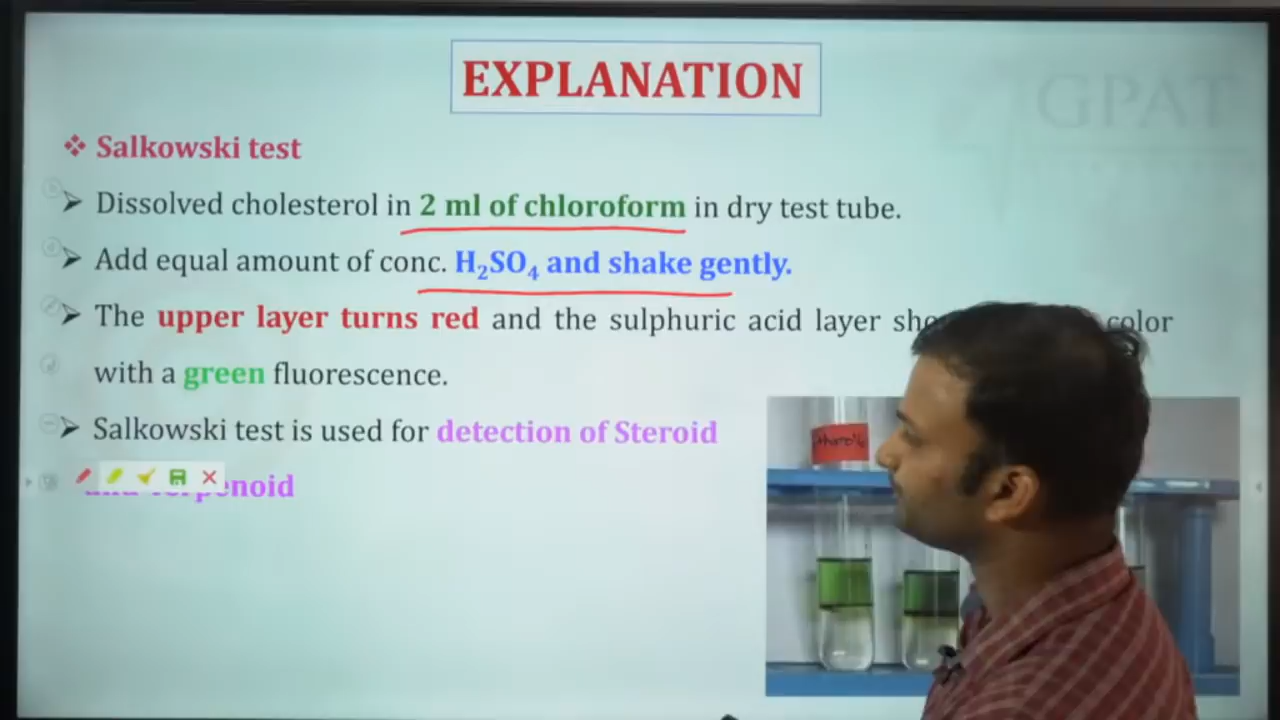 EXPLANATION
GPAT
❖ Salkowski test
➤ Dissolved cholesterol in 2 ml of chloroform in dry test tube.
➤ Add equal amount of conc. H₂SO₄ and shake gently.
➤ The upper layer turns red and the sulphuric acid layer color
with a green fluorescence.
➤ Salkowski test is used for detection of Steroid